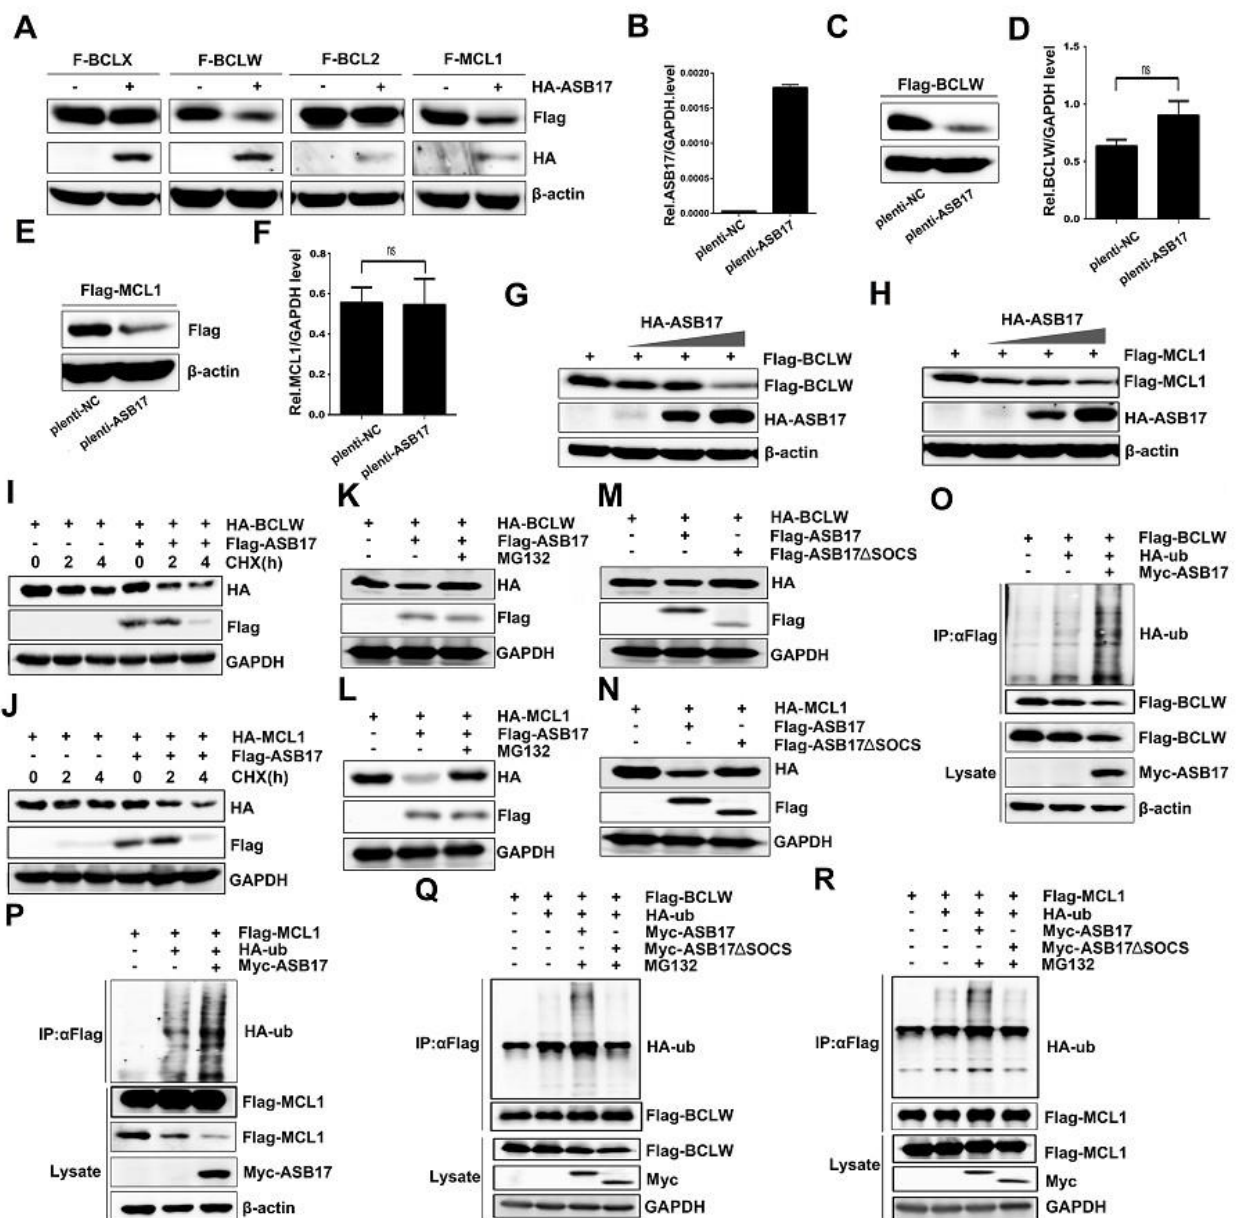 A
F-BCLX F-BCLW F-BCL2 F-MCL1
- + - + - + - + HA-ASB17
Flag
HA
β-actin
B
Rel.ASB17/GAPDH.level
0.0020
0.0015
0.0010
0.0005
0.0000
plenti-NC
plenti-ASB17
C
Flag-BCLW
plenti-NC
plenti-ASB17
D
Rel.BCLW/GAPDH level
1.5
1.0
0.5
0.0
ns
plenti-NC
plenti-ASB17
E
Flag-MCL1
Flag
β-actin
plenti-NC
plenti-ASB17
F
Rel.MCL1/GAPDH level
0.8
0.6
0.4
0.2
0.0
ns
plenti-NC
plenti-ASB17
G
HA-ASB17
+ + + + Flag-BCLW
Flag-BCLW
HA-ASB17
β-actin
H
HA-ASB17
+ + + + Flag-MCL1
Flag-MCL1
HA-ASB17
β-actin
I
+ + + + + + HA-BCLW
- - - + + + Flag-ASB17
0 2 4 0 2 4 CHX(h)
HA
Flag
GAPDH
J
+ + + + + + HA-MCL1
- - - + + + Flag-ASB17
0 2 4 0 2 4 CHX(h)
HA
Flag
GAPDH
K
+ + + HA-BCLW
- + + Flag-ASB17
- - + MG132
HA
Flag
GAPDH
L
+ + + HA-MCL1
- + + Flag-ASB17
- - + MG132
HA
Flag
GAPDH
M
+ + + HA-BCLW
- + - Flag-ASB17
- - + Flag-ASB17ΔSOCS
HA
Flag
GAPDH
N
+ + + HA-MCL1
- + - Flag-ASB17
- - + Flag-ASB17ΔSOCS
HA
Flag
GAPDH
O
+ + + Flag-BCLW
- + + HA-ub
- - + Myc-ASB17
IP:αFlag
HA-ub
Flag-BCLW
Flag-BCLW
Lysate
Myc-ASB17
β-actin
P
+ + + Flag-MCL1
- + + HA-ub
- - + Myc-ASB17
IP:αFlag
HA-ub
Flag-MCL1
Flag-MCL1
Lysate
Myc-ASB17
β-actin
Q
+ + + + Flag-BCLW
- + + + HA-ub
- - + - Myc-ASB17
- - - + Myc-ASB17ΔSOCS
- - + + MG132
IP:αFlag
HA-ub
Flag-BCLW
Flag-BCLW
Lysate
Myc
GAPDH
R
+ + + + Flag-MCL1
- + + + HA-ub
- - + - Myc-ASB17
- - - + Myc-ASB17ΔSOCS
- - + + MG132
IP:αFlag
HA-ub
Flag-MCL1
Flag-MCL1
Lysate
Myc
GAPDH